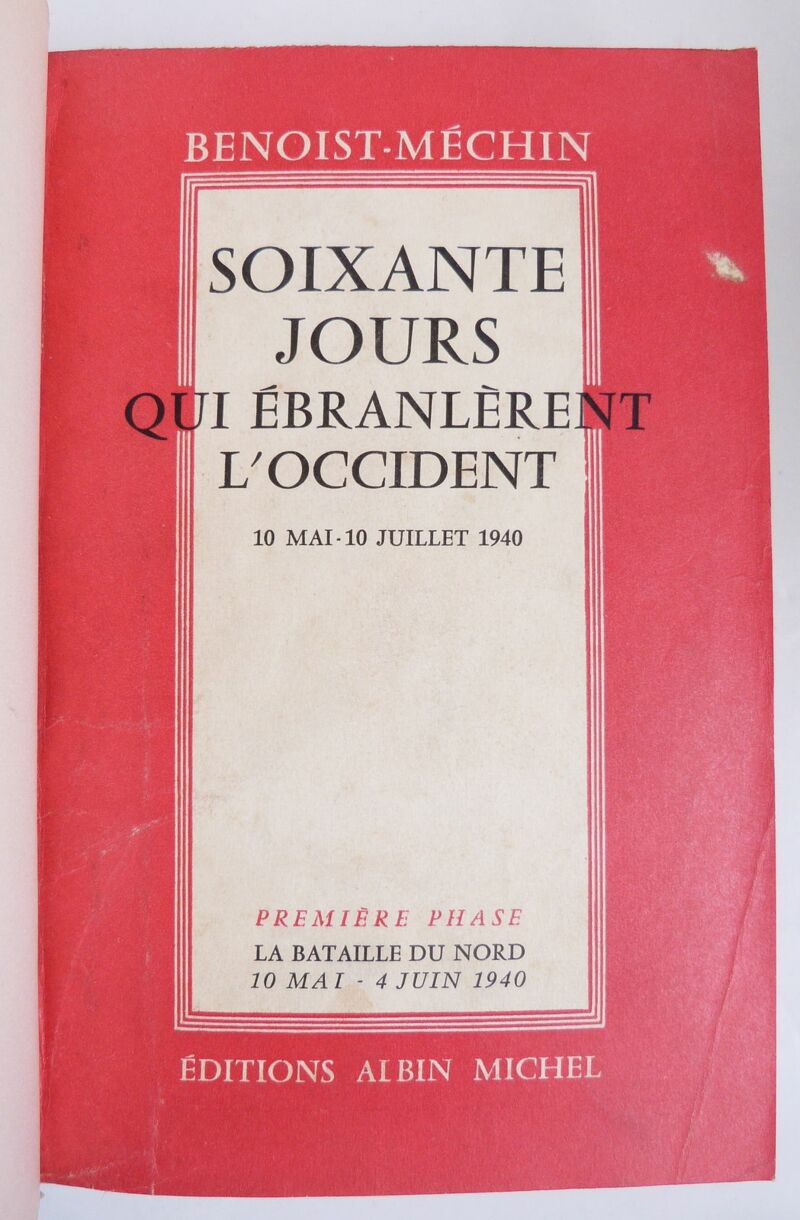 BENOIST-MÉCHIN
SOIXANTE
JOURS
QUI ÉBRANLÈRENT
L'OCCIDENT
10 MAI-10 JUILLET 1940
PREMIÈRE PHASE
LA BATAILLE DU NORD
10 MAI - 4 JUIN 1940
ÉDITIONS ALBIN MICHEL